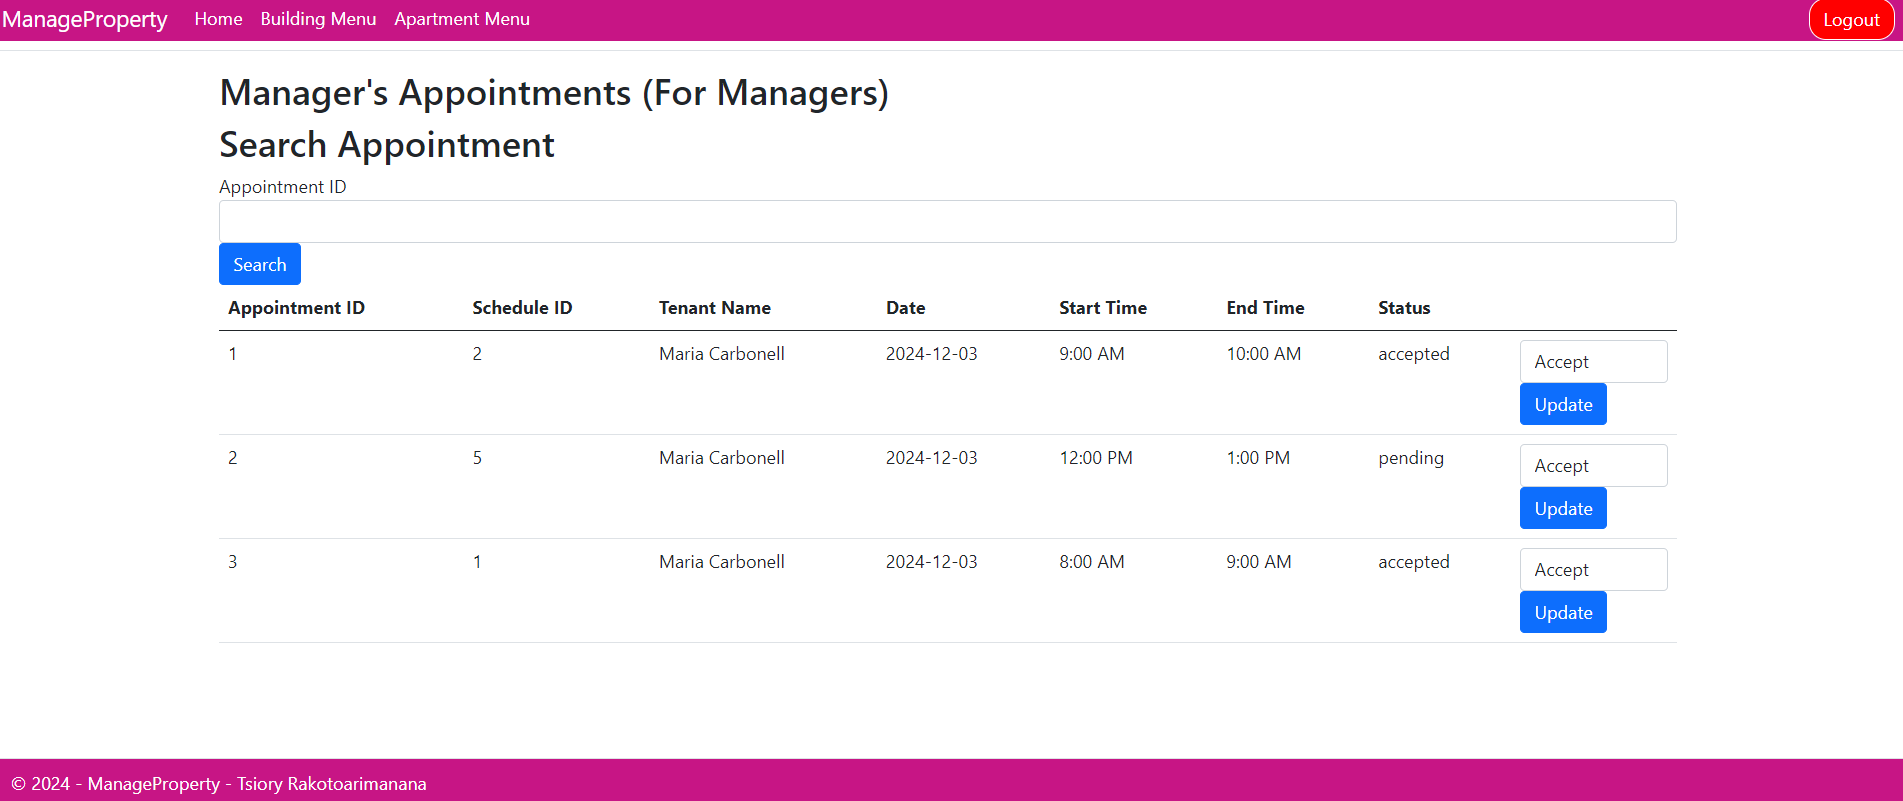 ManageProperty Home Building Menu Apartment Menu Logout
Manager's Appointments (For Managers)
Search Appointment
Appointment ID
Search
Appointment ID Schedule ID Tenant Name Date Start Time End Time Status
1 2 Maria Carbonell 2024-12-03 9:00 AM 10:00 AM accepted Accept
Update
2 5 Maria Carbonell 2024-12-03 12:00 PM 1:00 PM pending Accept
Update
3 1 Maria Carbonell 2024-12-03 8:00 AM 9:00 AM accepted Accept
Update
© 2024 - ManageProperty - Tsiory Rakotoarimanana